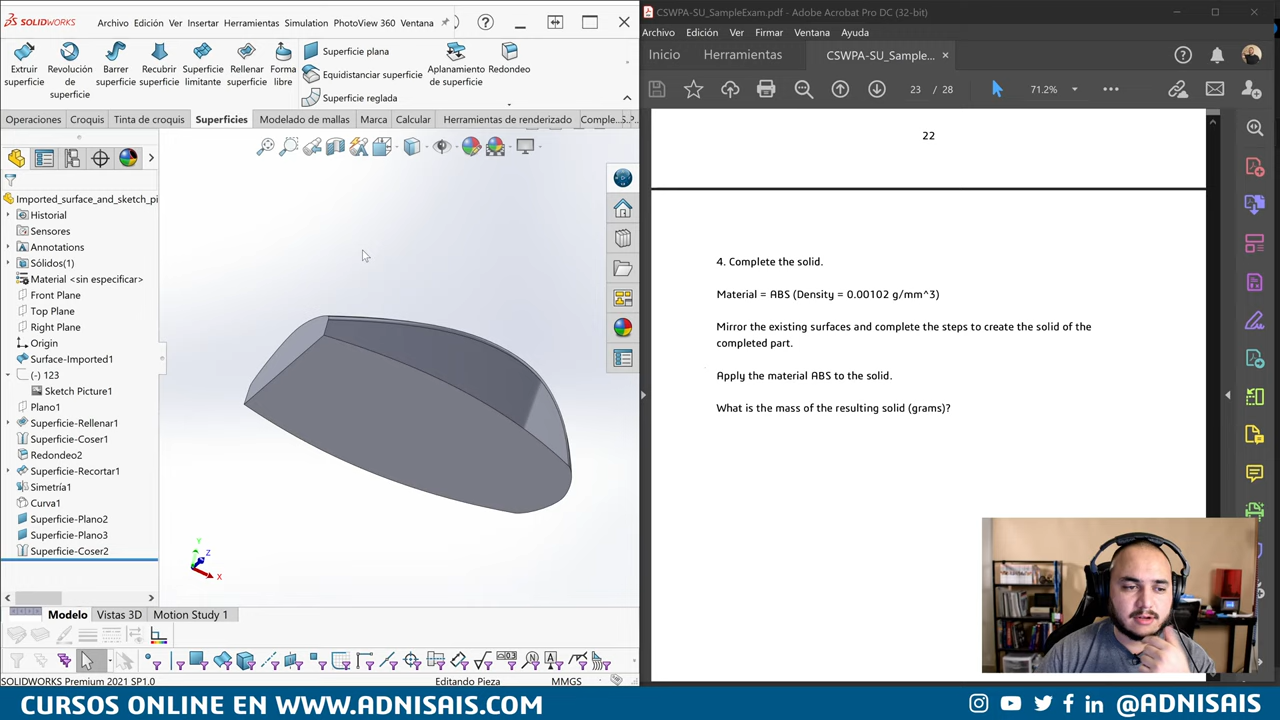 SOLIDWORKS
Archivo Edición Ver Insertar Herramientas Simulation PhotoView 360 Ventana
Extruir superficie
Revolución de superficie
Barrer superficie
Recubrir superficie
Superficie limitante
Rellenar superficie
Forma libre
Superficie plana
Equidistanciar superficie
Superficie reglada
Aplanamiento de superficie
Redondeo
Operaciones Croquis Tinta de croquis Superficies Modelado de mallas Marca Calcular Herramientas de renderizado Comple...
Imported_surface_and_sketch_pi
Historial
Sensores
Annotations
Sólidos(1)
Material <sin especificar>
Front Plane
Top Plane
Right Plane
Origin
Surface-Imported1
(-) 123
Sketch Picture1
Plano1
Superficie-Rellenar1
Superficie-Coser1
Redondeo2
Superficie-Recortar1
Simetría1
Curva1
Superficie-Plano2
Superficie-Plano3
Superficie-Coser2
Y
Z
X
Modelo Vistas 3D Motion Study 1
SOLIDWORKS Premium 2021 SP1.0 Editando Pieza MMGS
CSWPA-SU_SampleExam.pdf - Adobe Acrobat Pro DC (32-bit)
Archivo Edición Ver Firmar Ventana Ayuda
Inicio Herramientas CSWPA-SU_Sample...
23 / 28 71.2%
22
4. Complete the solid.
Material = ABS (Density = 0.00102 g/mm^3)
Mirror the existing surfaces and complete the steps to create the solid of the
completed part.
Apply the material ABS to the solid.
What is the mass of the resulting solid (grams)?
CURSOS ONLINE EN WWW.ADNISAIS.COM @ADNISAIS